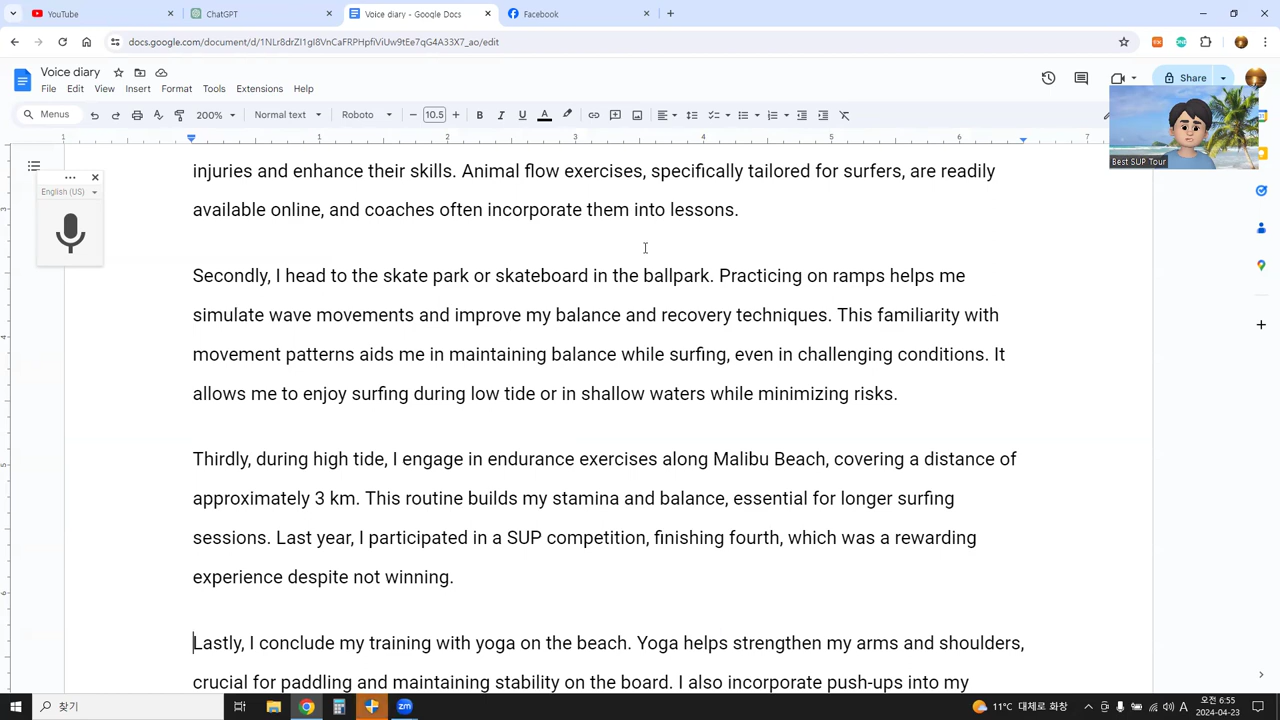 YouTube
ChatGPT
Voice diary - Google Docs
Facebook
docs.google.com/document/d/1NLr8drZI1gI8VnCaFRPHpfiViUw9tEe7qG4A33X7_ao/edit
Voice diary
File Edit View Insert Format Tools Extensions Help
Share
Menus 200% Normal text Roboto 10.5
1 1 2 3 4 5 6 7
Best SUP Tour
English (US)
injuries and enhance their skills. Animal flow exercises, specifically tailored for surfers, are readily
available online, and coaches often incorporate them into lessons.
Secondly, I head to the skate park or skateboard in the ballpark. Practicing on ramps helps me
simulate wave movements and improve my balance and recovery techniques. This familiarity with
movement patterns aids me in maintaining balance while surfing, even in challenging conditions. It
allows me to enjoy surfing during low tide or in shallow waters while minimizing risks.
Thirdly, during high tide, I engage in endurance exercises along Malibu Beach, covering a distance of
approximately 3 km. This routine builds my stamina and balance, essential for longer surfing
sessions. Last year, I participated in a SUP competition, finishing fourth, which was a rewarding
experience despite not winning.
Lastly, I conclude my training with yoga on the beach. Yoga helps strengthen my arms and shoulders,
crucial for paddling and maintaining stability on the board. I also incorporate push-ups into my
찾기
zm
11°C 대체로 화창
A
오전 6:55
2024-04-23